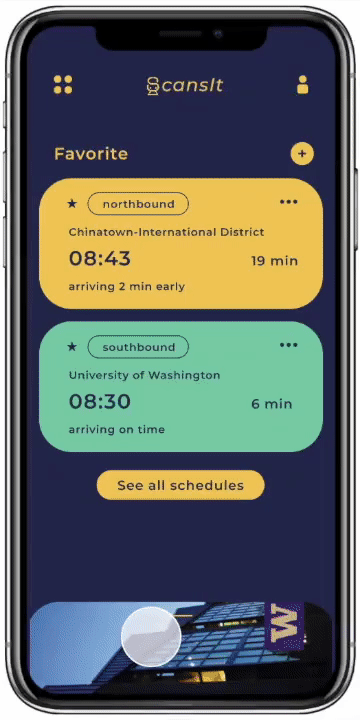 ScansIt
Favorite
+
northbound
Chinatown-International District
08:43
19 min
arriving 2 min early
southbound
University of Washington
08:30
6 min
arriving on time
See all schedules
W